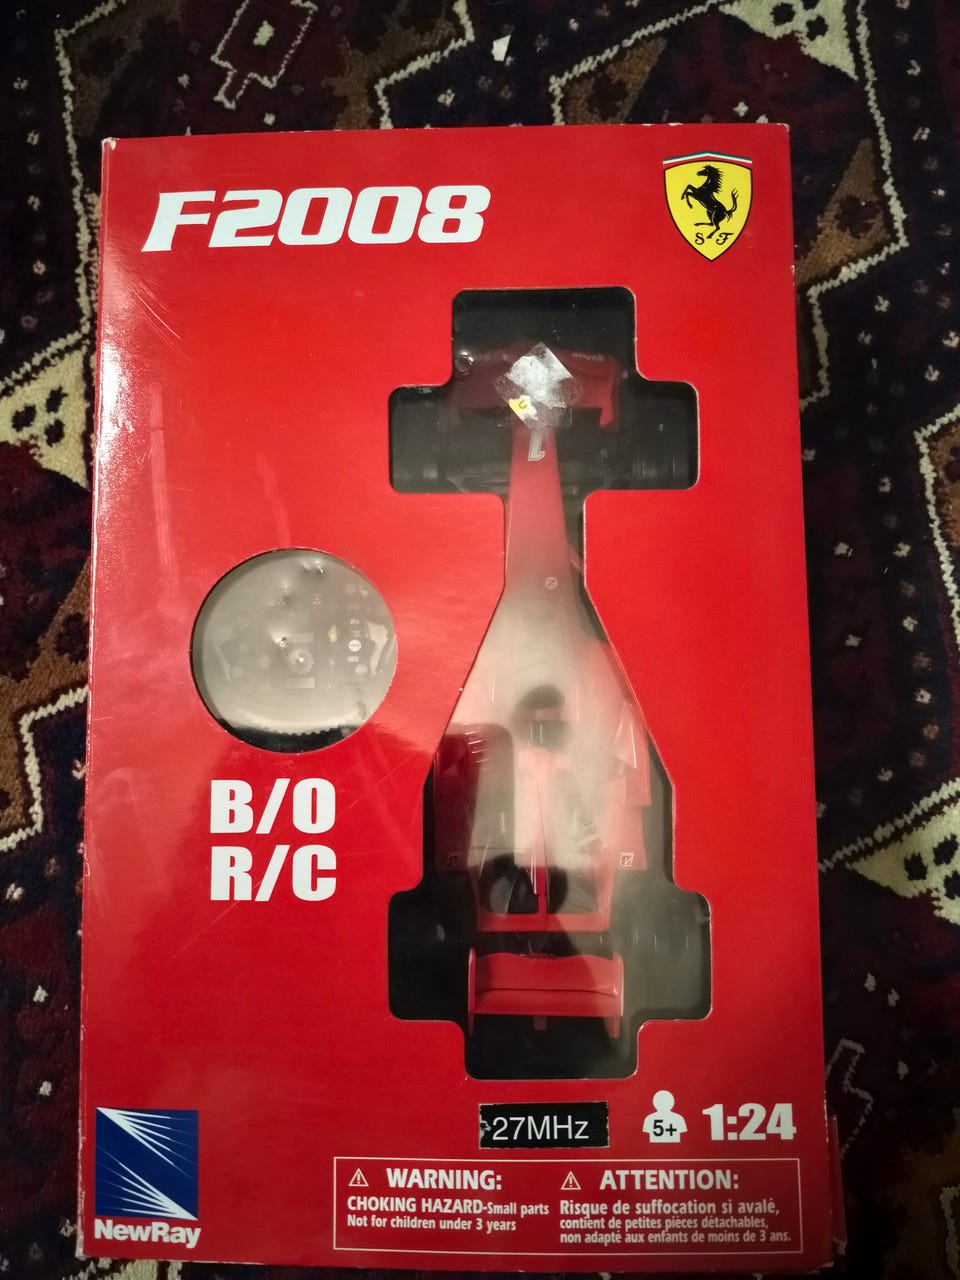 F2008
S F
1
B/O
R/C
27MHz
5+
1:24
WARNING:
CHOKING HAZARD-Small parts
Not for children under 3 years
ATTENTION:
Risque de suffocation si avalé,
contient de petites pièces détachables,
non adapté aux enfants de moins de 3 ans.
NewRay